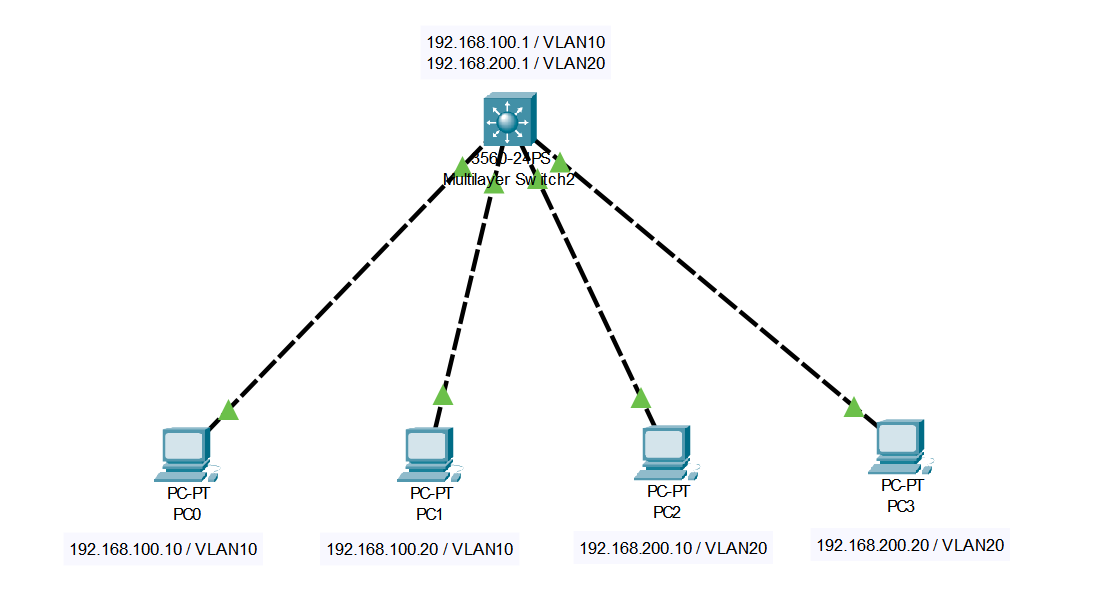 192.168.100.1 / VLAN10
192.168.200.1 / VLAN20
3560-24PS
Multilayer Switch2
PC-PT
PC0
PC-PT
PC1
PC-PT
PC2
PC-PT
PC3
192.168.100.10 / VLAN10
192.168.100.20 / VLAN10
192.168.200.10 / VLAN20
192.168.200.20 / VLAN20